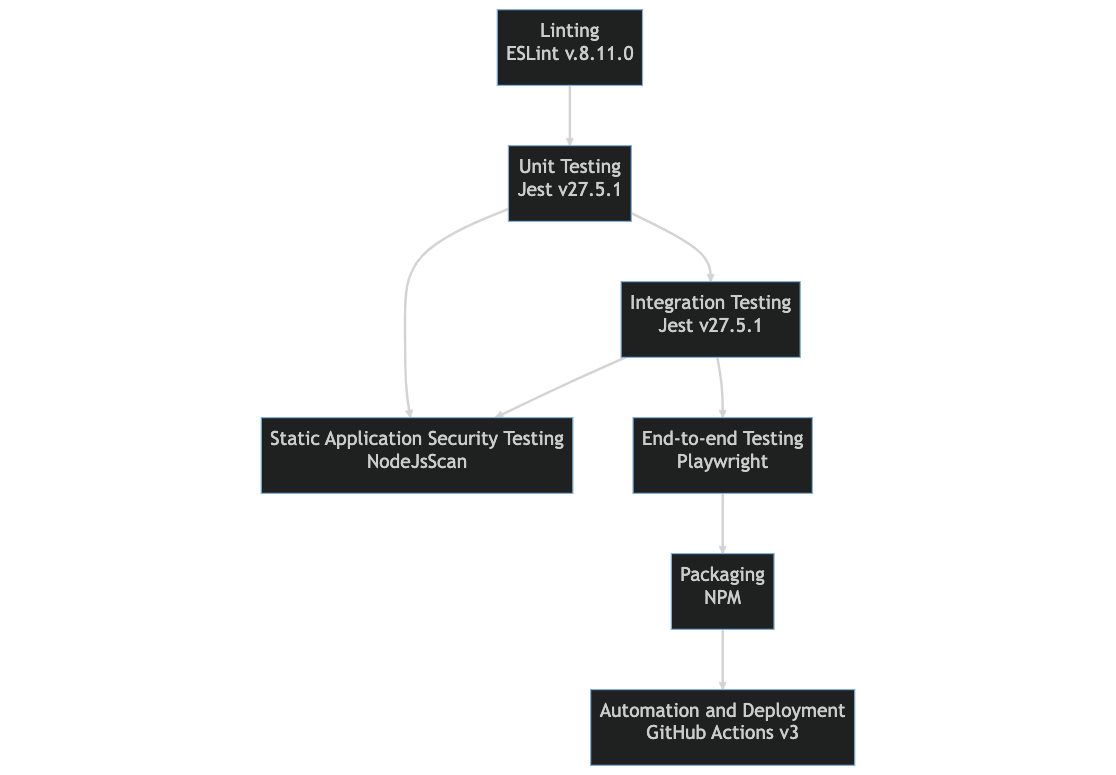 Linting
ESLint v.8.11.0
Unit Testing
Jest v27.5.1
Integration Testing
Jest v27.5.1
Static Application Security Testing
NodeJsScan
End-to-end Testing
Playwright
Packaging
NPM
Automation and Deployment
GitHub Actions v3